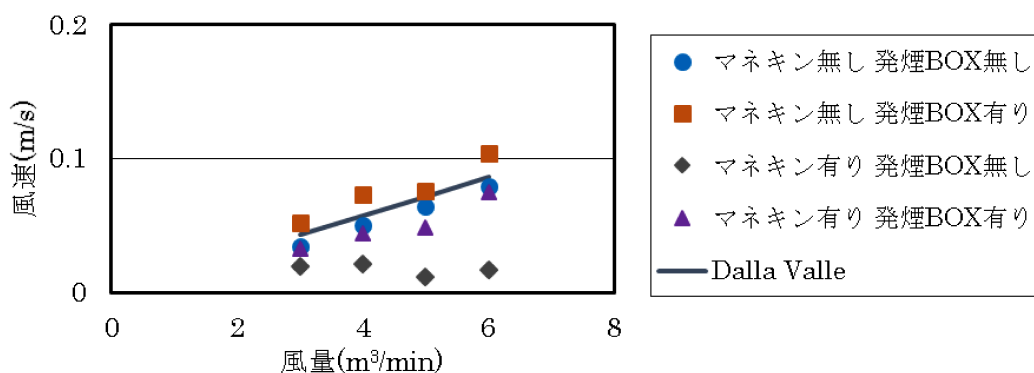 0.2
0.1
0
風速(m/s)
0 2 4 6 8
風量(m³/min)
マネキン無し 発煙BOX無し
マネキン無し 発煙BOX有り
マネキン有り 発煙BOX無し
マネキン有り 発煙BOX有り
Dalla Valle